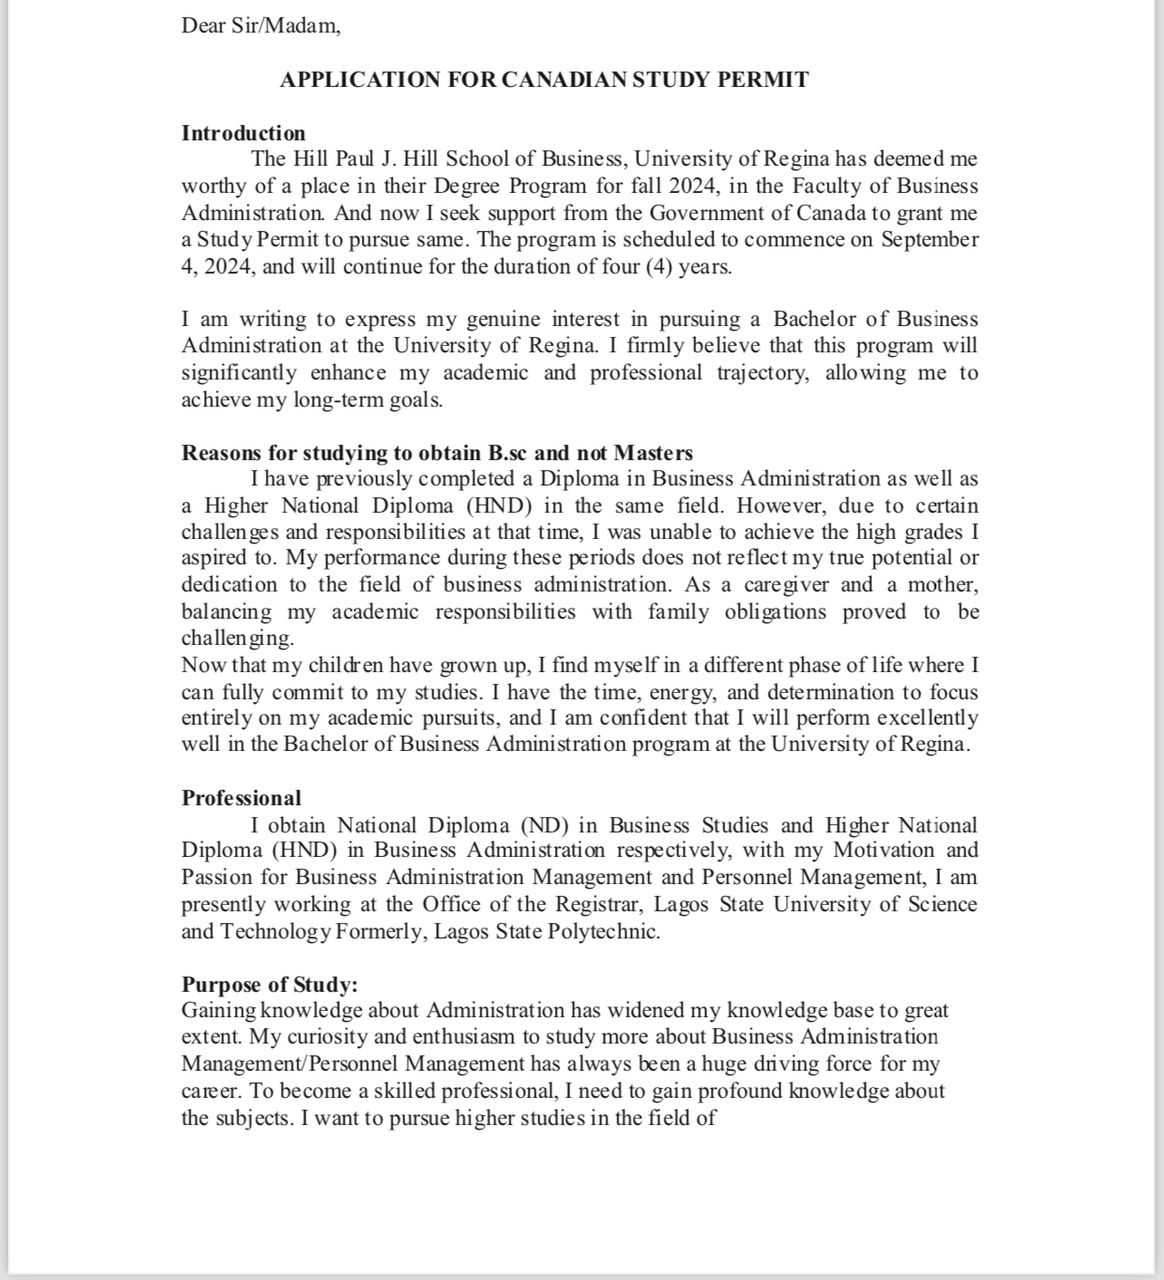 Dear Sir/Madam,
APPLICATION FOR CANADIAN STUDY PERMIT
Introduction
The Hill Paul J. Hill School of Business, University of Regina has deemed me
worthy of a place in their Degree Program for fall 2024, in the Faculty of Business
Administration. And now I seek support from the Government of Canada to grant me
a Study Permit to pursue same. The program is scheduled to commence on September
4, 2024, and will continue for the duration of four (4) years.
I am writing to express my genuine interest in pursuing a Bachelor of Business
Administration at the University of Regina. I firmly believe that this program will
significantly enhance my academic and professional trajectory, allowing me to
achieve my long-term goals.
Reasons for studying to obtain B.sc and not Masters
I have previously completed a Diploma in Business Administration as well as
a Higher National Diploma (HND) in the same field. However, due to certain
challenges and responsibilities at that time, I was unable to achieve the high grades I
aspired to. My performance during these periods does not reflect my true potential or
dedication to the field of business administration. As a caregiver and a mother,
balancing my academic responsibilities with family obligations proved to be
challenging.
Now that my children have grown up, I find myself in a different phase of life where I
can fully commit to my studies. I have the time, energy, and determination to focus
entirely on my academic pursuits, and I am confident that I will perform excellently
well in the Bachelor of Business Administration program at the University of Regina.
Professional
I obtain National Diploma (ND) in Business Studies and Higher National
Diploma (HND) in Business Administration respectively, with my Motivation and
Passion for Business Administration Management and Personnel Management, I am
presently working at the Office of the Registrar, Lagos State University of Science
and Technology Formerly, Lagos State Polytechnic.
Purpose of Study:
Gaining knowledge about Administration has widened my knowledge base to great
extent. My curiosity and enthusiasm to study more about Business Administration
Management/Personnel Management has always been a huge driving force for my
career. To become a skilled professional, I need to gain profound knowledge about
the subjects. I want to pursue higher studies in the field of